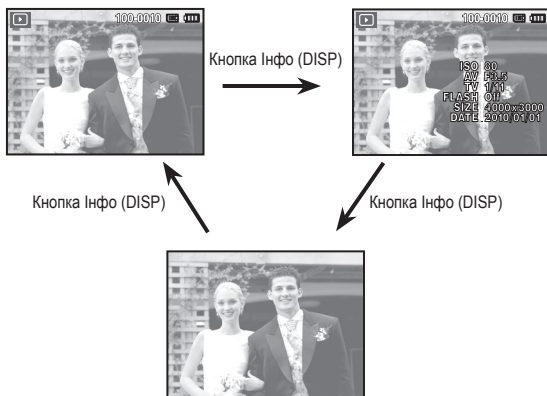 100-0010
Кнопка Інфо (DISP)
100-0010
ISO 80
AV F3.5
TV 1/11
FLASH Off
SIZE 4000x3000
DATE 2010/01/01
Кнопка Інфо (DISP)
Кнопка Інфо (DISP)